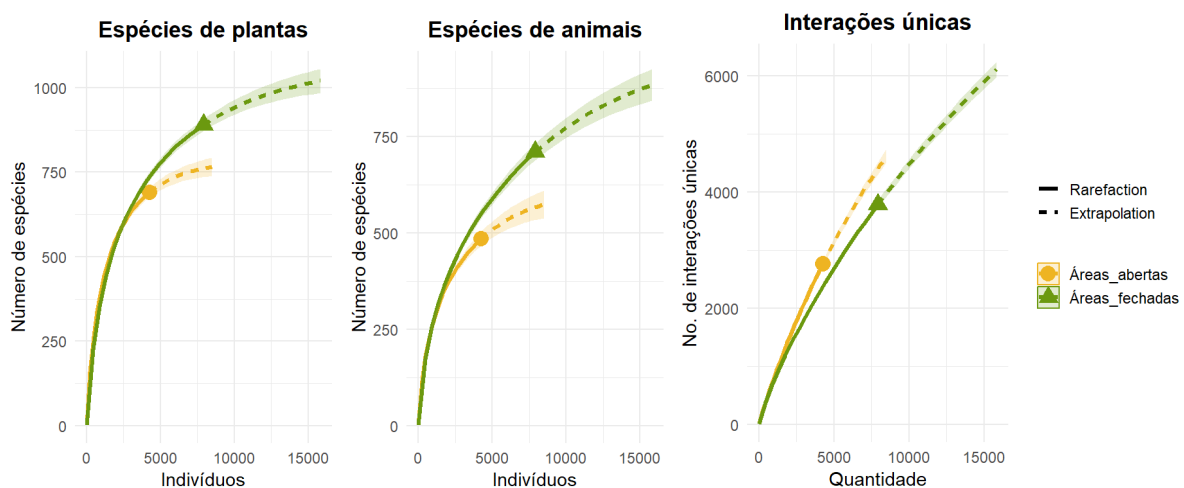 Espécies de plantas
Número de espécies
1000
750
500
250
0
0 5000 10000 15000
Indivíduos
Espécies de animais
Número de espécies
750
500
250
0
0 5000 10000 15000
Indivíduos
Interações únicas
No. de interações únicas
6000
4000
2000
0
0 5000 10000 15000
Quantidade
Rarefaction
Extrapolation
Áreas_abertas
Áreas_fechadas